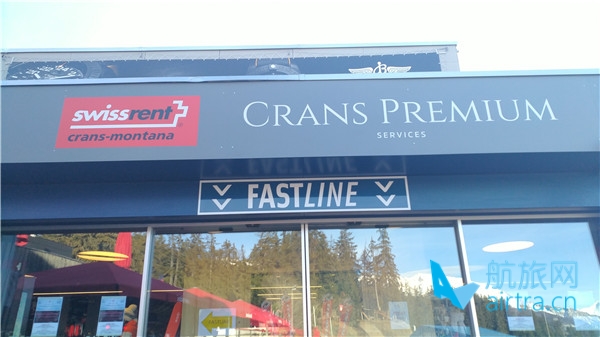 swissrent
crans-montana
CRANS PREMIUM
SERVICES
FASTLINE
航旅网
airtra.cn